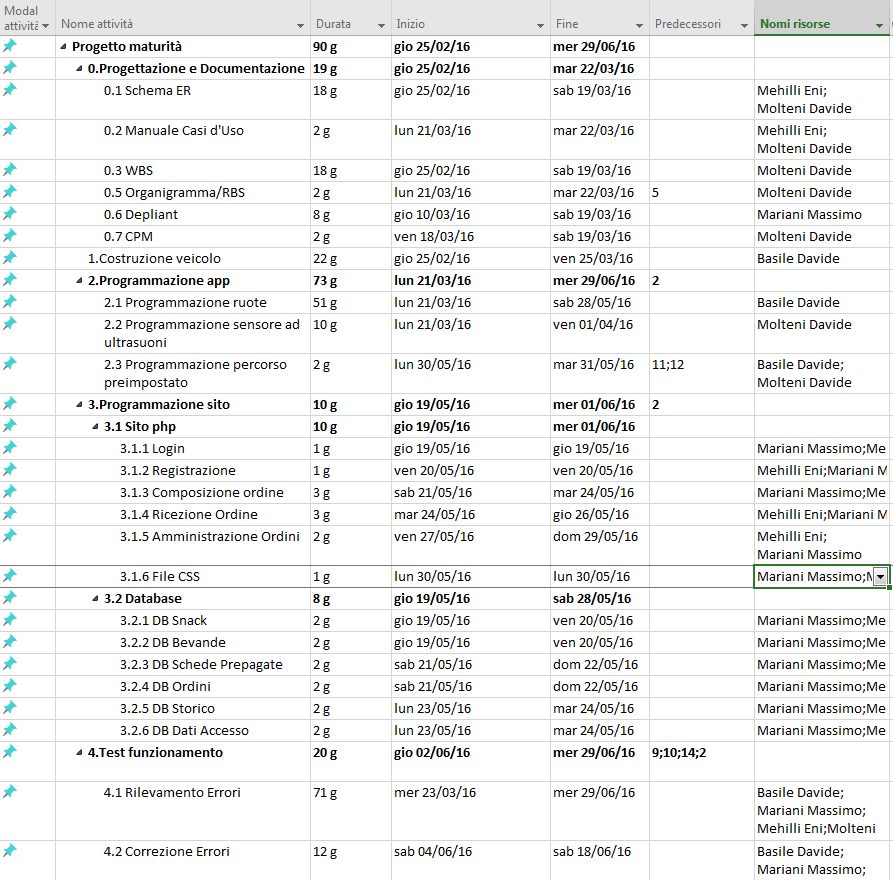 Modal attività Nome attività Durata Inizio Fine Predecessori Nomi risorse
Progetto maturità 90 g gio 25/02/16 mer 29/06/16
0.Progettazione e Documentazione 19 g gio 25/02/16 mar 22/03/16
0.1 Schema ER 18 g gio 25/02/16 sab 19/03/16 Mehilli Eni;
Molteni Davide
0.2 Manuale Casi d'Uso 2 g lun 21/03/16 mar 22/03/16 Mehilli Eni;
Molteni Davide
0.3 WBS 18 g gio 25/02/16 sab 19/03/16 Molteni Davide
0.5 Organigramma/RBS 2 g lun 21/03/16 mar 22/03/16 5 Molteni Davide
0.6 Depliant 8 g gio 10/03/16 sab 19/03/16 Mariani Massimo
0.7 CPM 2 g ven 18/03/16 sab 19/03/16 Molteni Davide
1.Costruzione veicolo 22 g gio 25/02/16 ven 25/03/16 Basile Davide
2.Programmazione app 73 g lun 21/03/16 mer 29/06/16 2
2.1 Programmazione ruote 51 g lun 21/03/16 sab 28/05/16 Basile Davide
2.2 Programmazione sensore ad 10 g lun 21/03/16 ven 01/04/16 Molteni Davide
ultrasuoni
2.3 Programmazione percorso 2 g lun 30/05/16 mar 31/05/16 11;12 Basile Davide;
preimpostato Molteni Davide
3.Programmazione sito 10 g gio 19/05/16 mer 01/06/16 2
3.1 Sito php 10 g gio 19/05/16 mer 01/06/16
3.1.1 Login 1 g gio 19/05/16 gio 19/05/16 Mariani Massimo;Me
3.1.2 Registrazione 1 g ven 20/05/16 ven 20/05/16 Mehilli Eni;Mariani M
3.1.3 Composizione ordine 3 g sab 21/05/16 mar 24/05/16 Mariani Massimo;Me
3.1.4 Ricezione Ordine 3 g mar 24/05/16 gio 26/05/16 Mehilli Eni;Mariani M
3.1.5 Amministrazione Ordini 2 g ven 27/05/16 dom 29/05/16 Mehilli Eni;
Mariani Massimo
3.1.6 File CSS 1 g lun 30/05/16 lun 30/05/16 Mariani Massimo;M
3.2 Database 8 g gio 19/05/16 sab 28/05/16
3.2.1 DB Snack 2 g gio 19/05/16 ven 20/05/16 Mariani Massimo;Me
3.2.2 DB Bevande 2 g gio 19/05/16 ven 20/05/16 Mariani Massimo;Me
3.2.3 DB Schede Prepagate 2 g sab 21/05/16 dom 22/05/16 Mariani Massimo;Me
3.2.4 DB Ordini 2 g sab 21/05/16 dom 22/05/16 Mariani Massimo;Me
3.2.5 DB Storico 2 g lun 23/05/16 mar 24/05/16 Mariani Massimo;Me
3.2.6 DB Dati Accesso 2 g lun 23/05/16 mar 24/05/16 Mariani Massimo;Me
4.Test funzionamento 20 g gio 02/06/16 mer 29/06/16 9;10;14;2
4.1 Rilevamento Errori 71 g mer 23/03/16 mer 29/06/16 Basile Davide;
Mariani Massimo;
Mehilli Eni;Molteni
4.2 Correzione Errori 12 g sab 04/06/16 sab 18/06/16 Basile Davide;
Mariani Massimo;